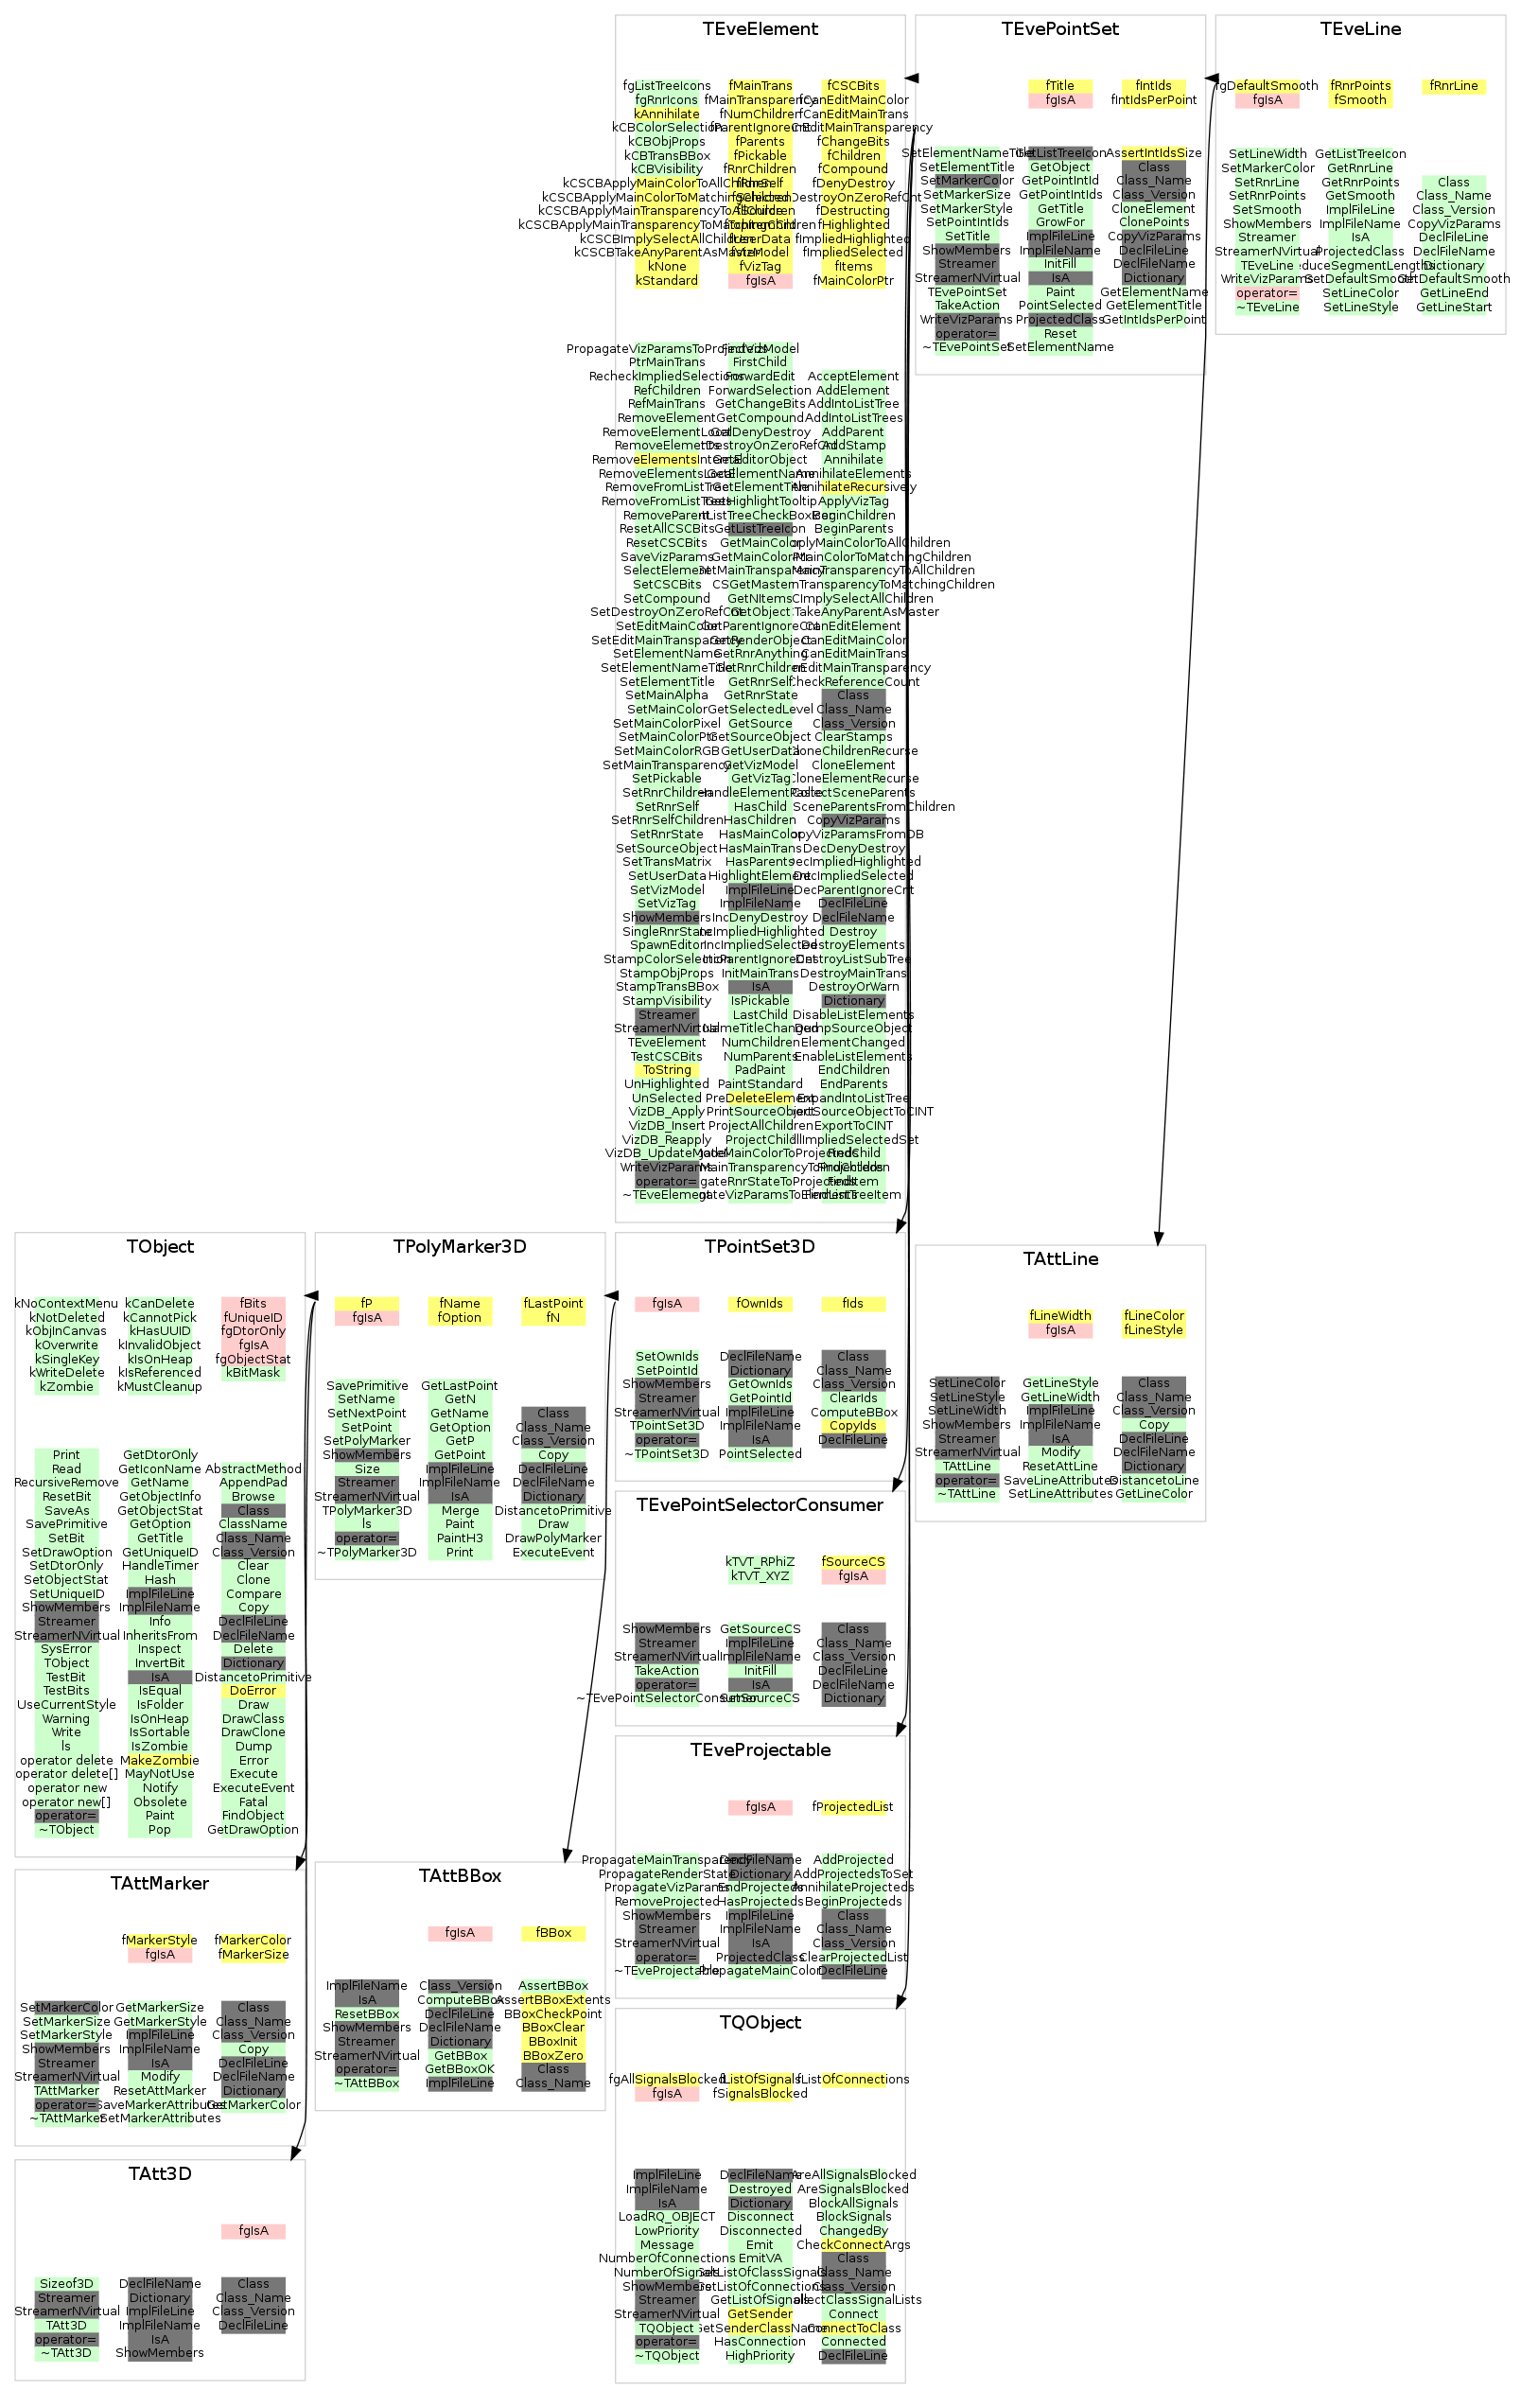 TEveElement
fgListTreeIcons
fgRnrIcons
kAnnihilate
kCBColorSelection
kCBObjProps
kCBTransBBox
kCBVisibility
kCSCBApplyMainColorToAllChildren
kCSCBApplyMainColorToMatchingChildren
kCSCBApplyMainTransparencyToAllChildren
kCSCBApplyMainTransparencyToMatchingChildren
kCSCBImplySelectAllChildren
kCSCBTakeAnyParentAsMaster
kNone
kStandard
fMainTrans
fMainTransparency
fNumChildren
fParentIgnoreCnt
fParents
fPickable
fRnrChildren
fRnrSelf
fSelected
fSource
fUserData
fVizModel
fVizTag
fgIsA
fCSCBits
fCanEditMainColor
fCanEditMainTrans
fChangeBits
fChildren
fCompound
fDenyDestroy
fDestructing
fHighlighted
fImpliedHighlighted
fImpliedSelected
fItems
fMainColorPtr
PropagateVizParamsToProjecteds
PtrMainTrans
RecheckImpliedSelections
RefChildren
RefMainTrans
RemoveElement
RemoveElementLocal
RemoveElements
RemoveElementsInternal
RemoveElementsLocal
RemoveFromListTree
RemoveFromListTrees
RemoveParent
ResetAllCSCBits
ResetCSCBits
SaveVizParams
SelectElement
SetCSCBits
SetCompound
SetDestroyOnZeroRefCnt
SetEditMainColor
SetEditMainTransparency
SetElementName
SetElementNameTitle
SetElementTitle
SetMainAlpha
SetMainColor
SetMainColorPixel
SetMainColorPtr
SetMainColorRGB
SetMainTransparency
SetPickable
SetRnrChildren
SetRnrSelf
SetRnrSelfChildren
SetRnrState
SetSourceObject
SetTransMatrix
SetUserData
SetVizModel
SetVizTag
ShowMembers
SingleRnrState
SpawnEditor
StampColorSelection
StampObjProps
StampTransBBox
StampVisibility
Streamer
StreamerNVirtual
TEveElement
TestCSCBits
ToString
UnHighlighted
UnSelected
VizDB_Apply
VizDB_Insert
VizDB_Reapply
VizDB_UpdateModel
WriteVizParams
operator=
~TEveElement
FindVizModel
FirstChild
ForwardEdit
ForwardSelection
GetChangeBits
GetCompound
GetDenyDestroy
GetEditorObject
GetElementName
GetElementTitle
GetHighlightTooltip
GetListTreeIcon
GetMainColor
GetMainColorPtr
GetMainTransparency
GetMaster
GetNItems
GetObject
GetParentIgnoreCnt
GetRenderObject
GetRnrAnything
GetRnrChildren
GetRnrSelf
GetRnrState
GetSelectedLevel
GetSource
GetSourceObject
GetUserData
GetVizModel
GetVizTag
HandleElementPaste
HasChild
HasChildren
HasMainColor
HasMainTrans
HasParents
HighlightElement
ImplFileLine
ImplFileName
IncDenyDestroy
IncImpliedHighlighted
IncImpliedSelected
IncParentIgnoreCnt
InitMainTrans
IsA
IsPickable
LastChild
NameTitleChanged
NumChildren
NumParents
PadPaint
PaintStandard
PreDeleteElement
PrintSourceObject
ProjectAllChildren
ProjectChild
AcceptElement
AddElement
AddIntoListTree
AddIntoListTrees
AddParent
AddStamp
Annihilate
AnnihilateElements
AnnihilateRecursively
ApplyVizTag
BeginChildren
BeginParents
CanEditElement
CanEditMainColor
CanEditMainTrans
CheckReferenceCount
Class
Class_Name
Class_Version
ClearStamps
CloneChildrenRecurse
CloneElement
CloneElementRecurse
CollectSceneParents
CopyVizParams
CopyVizParamsFromDB
DecDenyDestroy
DecImpliedHighlighted
DecImpliedSelected
DecParentIgnoreCnt
DeclFileLine
DeclFileName
Destroy
DestroyElements
DestroyListSubTree
DestroyMainTrans
DestroyOrWarn
Dictionary
DisableListElements
DumpSourceObject
ElementChanged
EnableListElements
EndChildren
EndParents
ExpandIntoListTree
ExportToCINT
FindChild
FindItem
FindListTreeItem
TEvePointSet
fTitle
fgIsA
fIntIds
fIntIdsPerPoint
SetElementNameTitle
SetElementTitle
SetMarkerColor
SetMarkerSize
SetMarkerStyle
SetPointIntIds
SetTitle
ShowMembers
Streamer
StreamerNVirtual
TEvePointSet
TakeAction
WriteVizParams
operator=
~TEvePointSet
GetListTreeIcon
GetObject
GetPointIntId
GetPointIntIds
GetTitle
GrowFor
ImplFileLine
ImplFileName
InitFill
IsA
Paint
PointSelected
ProjectedClass
Reset
SetElementName
AssertIntIdsSize
Class
Class_Name
Class_Version
CloneElement
ClonePoints
CopyVizParams
DeclFileLine
DeclFileName
Dictionary
GetElementName
GetElementTitle
GetIntIdsPerPoint
TEveLine
fgDefaultSmooth
fgIsA
fRnrPoints
fSmooth
fRnrLine
SetLineWidth
SetMarkerColor
SetRnrLine
SetRnrPoints
SetSmooth
ShowMembers
Streamer
StreamerNVirtual
TEveLine
WriteVizParams
operator=
~TEveLine
GetListTreeIcon
GetRnrLine
GetRnrPoints
GetSmooth
ImplFileLine
ImplFileName
IsA
ProjectedClass
SetDefaultSmooth
SetLineColor
SetLineStyle
Class
Class_Name
Class_Version
CopyVizParams
DeclFileLine
DeclFileName
Dictionary
GetDefaultSmooth
GetLineEnd
GetLineStart
TObject
kNoContextMenu
kNotDeleted
kObjInCanvas
kOverwrite
kSingleKey
kWriteDelete
kZombie
kCanDelete
kCannotPick
kHasUUID
kInvalidObject
kIsOnHeap
kIsReferenced
kMustCleanup
fBits
fUniqueID
fgDtorOnly
fgIsA
fgObjectStat
kBitMask
Print
Read
RecursiveRemove
ResetBit
SaveAs
SavePrimitive
SetBit
SetDrawOption
SetDtorOnly
SetObjectStat
SetUniqueID
ShowMembers
Streamer
StreamerNVirtual
SysError
TObject
TestBit
TestBits
UseCurrentStyle
Warning
Write
ls
operator delete
operator delete[]
operator new
operator new[]
operator=
~TObject
GetDtorOnly
GetIconName
GetName
GetObjectInfo
GetObjectStat
GetOption
GetTitle
GetUniqueID
HandleTimer
Hash
ImplFileLine
ImplFileName
Info
InheritsFrom
Inspect
InvertBit
IsA
IsEqual
IsFolder
IsOnHeap
IsSortable
IsZombie
MakeZombie
MayNotUse
Notify
Obsolete
Paint
Pop
AbstractMethod
AppendPad
Browse
Class
ClassName
Class_Name
Class_Version
Clear
Clone
Compare
Copy
DeclFileLine
DeclFileName
Delete
Dictionary
DistancetoPrimitive
DoError
Draw
DrawClass
DrawClone
Dump
Error
Execute
ExecuteEvent
Fatal
FindObject
GetDrawOption
TPolyMarker3D
fP
fgIsA
fName
fOption
fLastPoint
fN
SavePrimitive
SetName
SetNextPoint
SetPoint
SetPolyMarker
ShowMembers
Size
Streamer
StreamerNVirtual
TPolyMarker3D
ls
operator=
~TPolyMarker3D
GetLastPoint
GetN
GetName
GetOption
GetP
GetPoint
ImplFileLine
ImplFileName
IsA
Merge
Paint
PaintH3
Print
Class
Class_Name
Class_Version
Copy
DeclFileLine
DeclFileName
Dictionary
DistancetoPrimitive
Draw
DrawPolyMarker
ExecuteEvent
TPointSet3D
fgIsA
fOwnIds
fIds
SetOwnIds
SetPointId
ShowMembers
Streamer
StreamerNVirtual
TPointSet3D
operator=
~TPointSet3D
DeclFileName
Dictionary
GetOwnIds
GetPointId
ImplFileLine
ImplFileName
IsA
PointSelected
Class
Class_Name
Class_Version
ClearIds
ComputeBBox
CopyIds
DeclFileLine
TAttLine
fLineWidth
fgIsA
fLineColor
fLineStyle
SetLineColor
SetLineStyle
SetLineWidth
ShowMembers
Streamer
StreamerNVirtual
TAttLine
operator=
~TAttLine
GetLineStyle
GetLineWidth
ImplFileLine
ImplFileName
IsA
Modify
ResetAttLine
SaveLineAttributes
SetLineAttributes
Class
Class_Name
Class_Version
Copy
DeclFileLine
DeclFileName
Dictionary
DistancetoLine
GetLineColor
TEvePointSelectorConsumer
kTVT_RPhiZ
kTVT_XYZ
fSourceCS
fgIsA
ShowMembers
Streamer
StreamerNVirtual
TakeAction
operator=
~TEvePointSelectorConsumer
GetSourceCS
ImplFileLine
ImplFileName
InitFill
IsA
SetSourceCS
Class
Class_Name
Class_Version
DeclFileLine
DeclFileName
Dictionary
TEveProjectable
fgIsA
fProjectedList
PropagateMainTransparency
PropagateRenderState
PropagateVizParams
RemoveProjected
ShowMembers
Streamer
StreamerNVirtual
operator=
~TEveProjectable
DeclFileName
Dictionary
EndProjecteds
HasProjecteds
ImplFileLine
ImplFileName
IsA
ProjectedClass
PropagateMainColor
AddProjected
AddProjectedsToSet
AnnihilateProjecteds
BeginProjecteds
Class
Class_Name
Class_Version
ClearProjectedList
DeclFileLine
TAttMarker
fMarkerStyle
fgIsA
fMarkerColor
fMarkerSize
SetMarkerColor
SetMarkerSize
SetMarkerStyle
ShowMembers
Streamer
StreamerNVirtual
TAttMarker
operator=
~TAttMarker
GetMarkerSize
GetMarkerStyle
ImplFileLine
ImplFileName
IsA
Modify
ResetAttMarker
SaveMarkerAttributes
SetMarkerAttributes
Class
Class_Name
Class_Version
Copy
DeclFileLine
DeclFileName
Dictionary
GetMarkerColor
TAttBBox
fgIsA
fBBox
ImplFileName
IsA
ResetBBox
ShowMembers
Streamer
StreamerNVirtual
operator=
~TAttBBox
Class_Version
ComputeBBox
DeclFileLine
DeclFileName
Dictionary
GetBBox
GetBBoxOK
ImplFileLine
AssertBBox
AssertBBoxExtents
BBoxCheckPoint
BBoxClear
BBoxInit
BBoxZero
Class
Class_Name
TQObject
fgAllSignalsBlocked
fgIsA
fListOfSignals
fSignalsBlocked
fListOfConnections
ImplFileLine
ImplFileName
IsA
LoadRQ_OBJECT
LowPriority
Message
NumberOfConnections
NumberOfSignals
ShowMembers
Streamer
StreamerNVirtual
TQObject
operator=
~TQObject
DeclFileName
Destroyed
Dictionary
Disconnect
Disconnected
Emit
EmitVA
GetListOfClassSignals
GetListOfConnections
GetListOfSignals
GetSender
GetSenderClassName
HasConnection
HighPriority
AreAllSignalsBlocked
AreSignalsBlocked
BlockAllSignals
BlockSignals
ChangedBy
CheckConnectArgs
Class
Class_Name
Class_Version
CollectClassSignalLists
Connect
ConnectToClass
Connected
DeclFileLine
TAtt3D
fgIsA
Sizeof3D
Streamer
StreamerNVirtual
TAtt3D
operator=
~TAtt3D
DeclFileName
Dictionary
ImplFileLine
ImplFileName
IsA
ShowMembers
Class
Class_Name
Class_Version
DeclFileLine